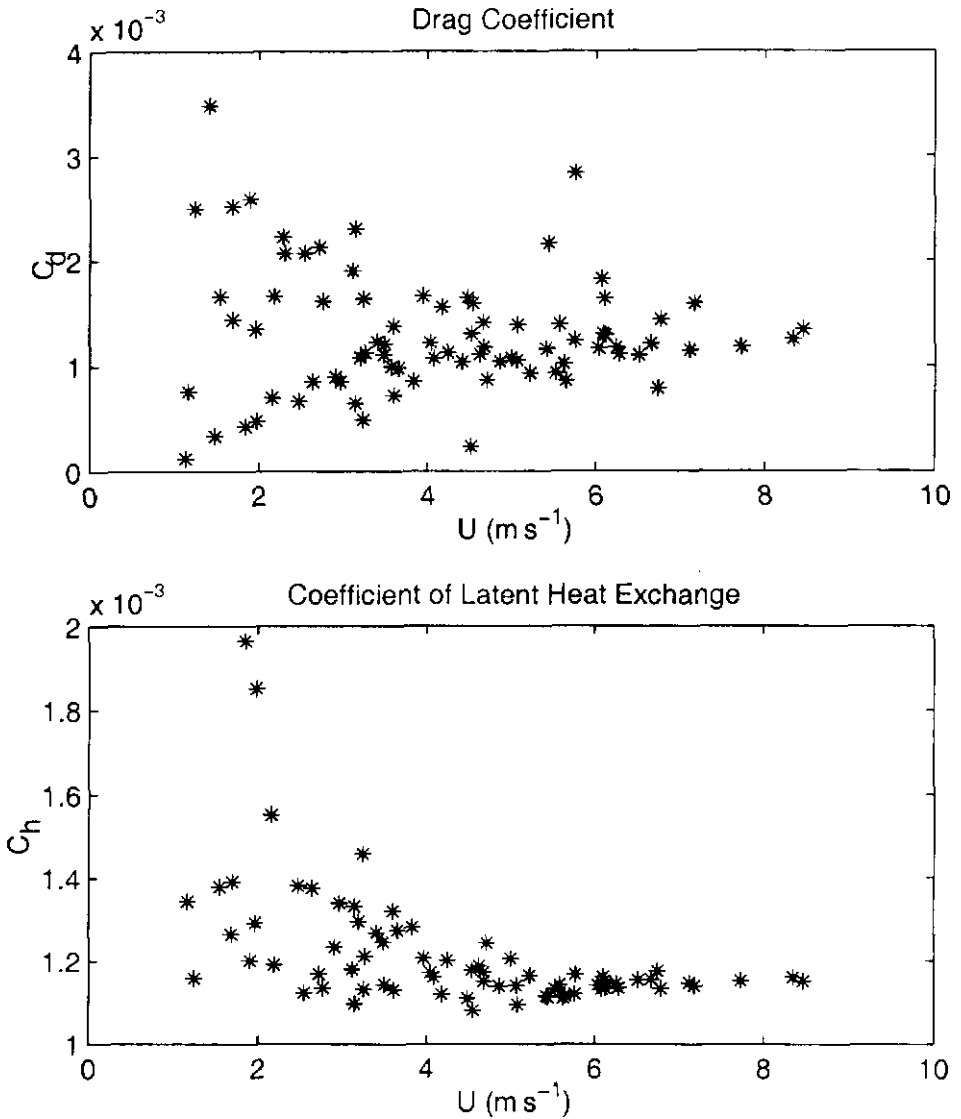 x 10⁻³
Drag Coefficient
4
3
2
1
0
C_d
0 2 4 6 8 10
U (m s⁻¹)
x 10⁻³
Coefficient of Latent Heat Exchange
2
1.8
1.6
1.4
1.2
1
C_h
0 2 4 6 8 10
U (m s⁻¹)